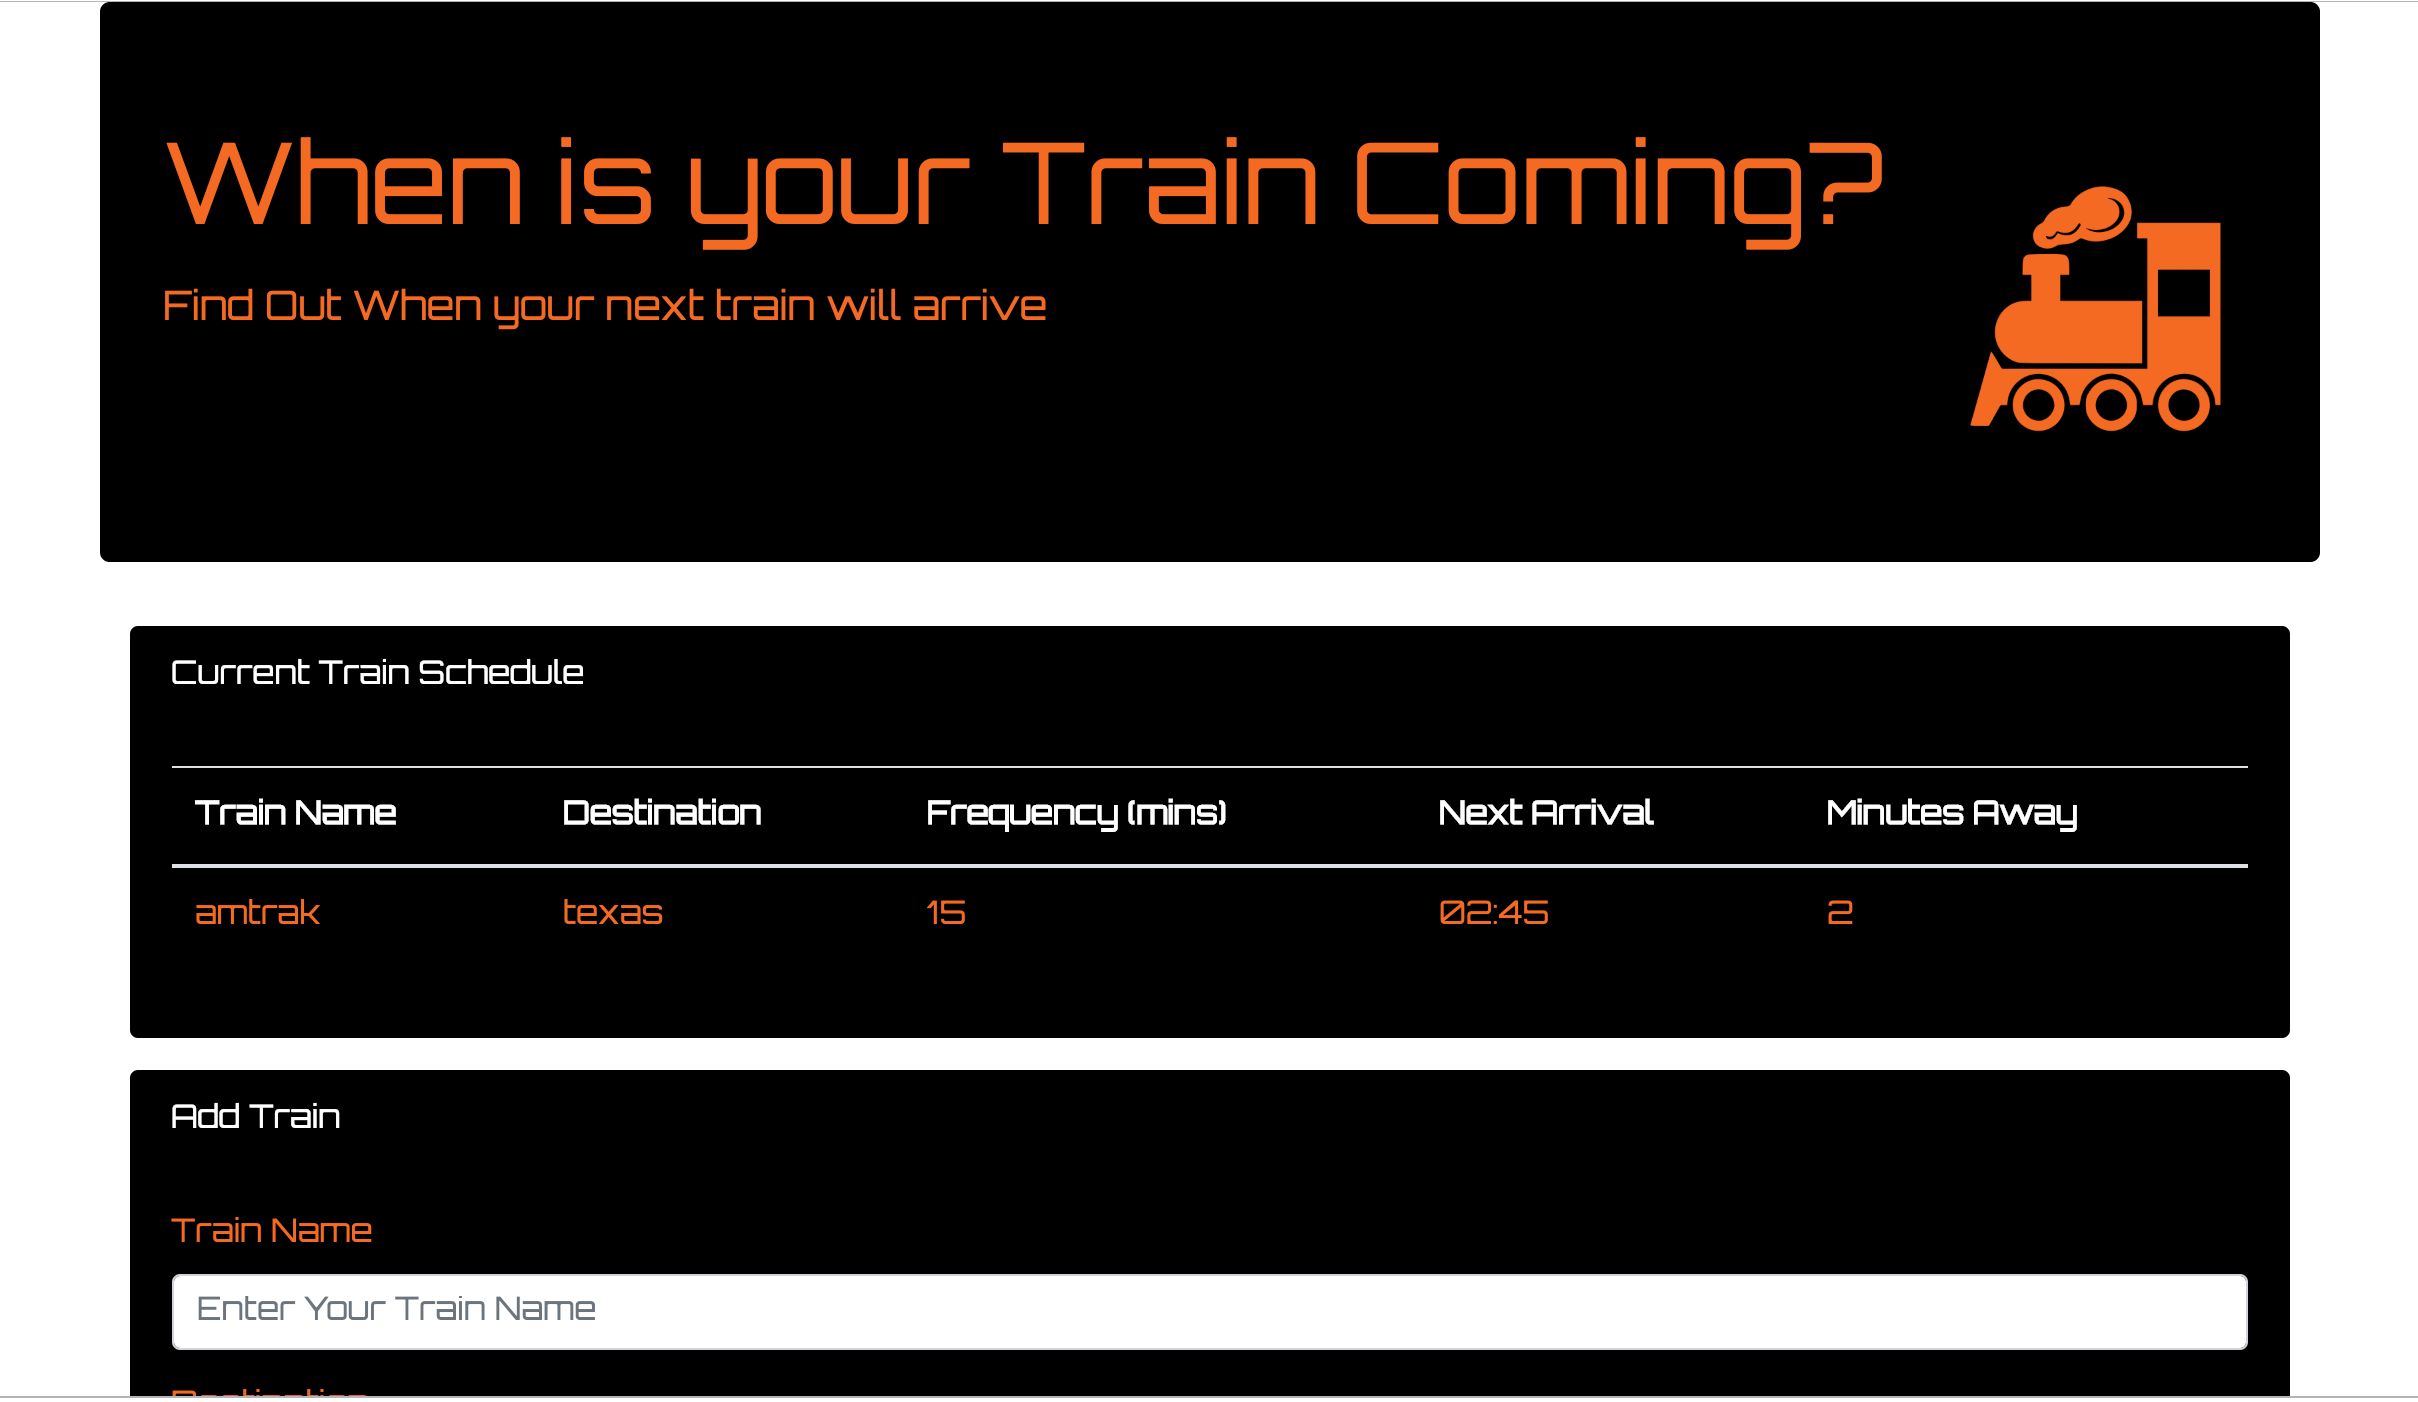 When is your Train Coming?
Find Out When your next train will arrive
Current Train Schedule
Train Name Destination Frequency (mins) Next Arrival Minutes Away
amtrak texas 15 02:45 2
Add Train
Train Name
Enter Your Train Name